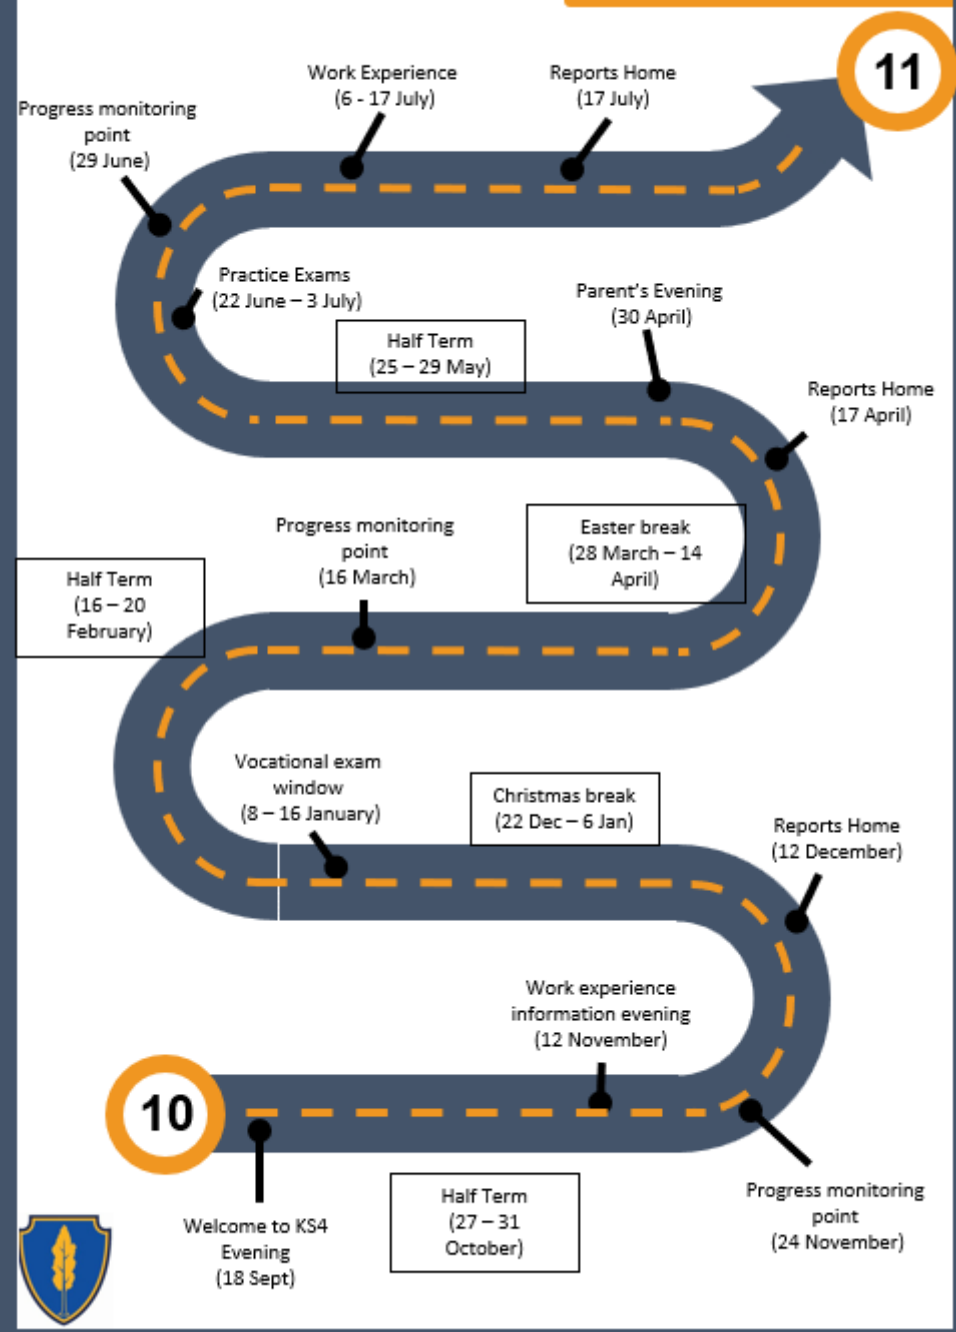 11
Work Experience
(6 - 17 July)
Reports Home
(17 July)
Progress monitoring
point
(29 June)
Practice Exams
(22 June – 3 July)
Parent's Evening
(30 April)
Half Term
(25 – 29 May)
Reports Home
(17 April)
Progress monitoring
point
(16 March)
Easter break
(28 March – 14
April)
Half Term
(16 – 20
February)
Vocational exam
window
(8 – 16 January)
Christmas break
(22 Dec – 6 Jan)
Reports Home
(12 December)
Work experience
information evening
(12 November)
10
Half Term
(27 – 31
October)
Progress monitoring
point
(24 November)
Welcome to KS4
Evening
(18 Sept)